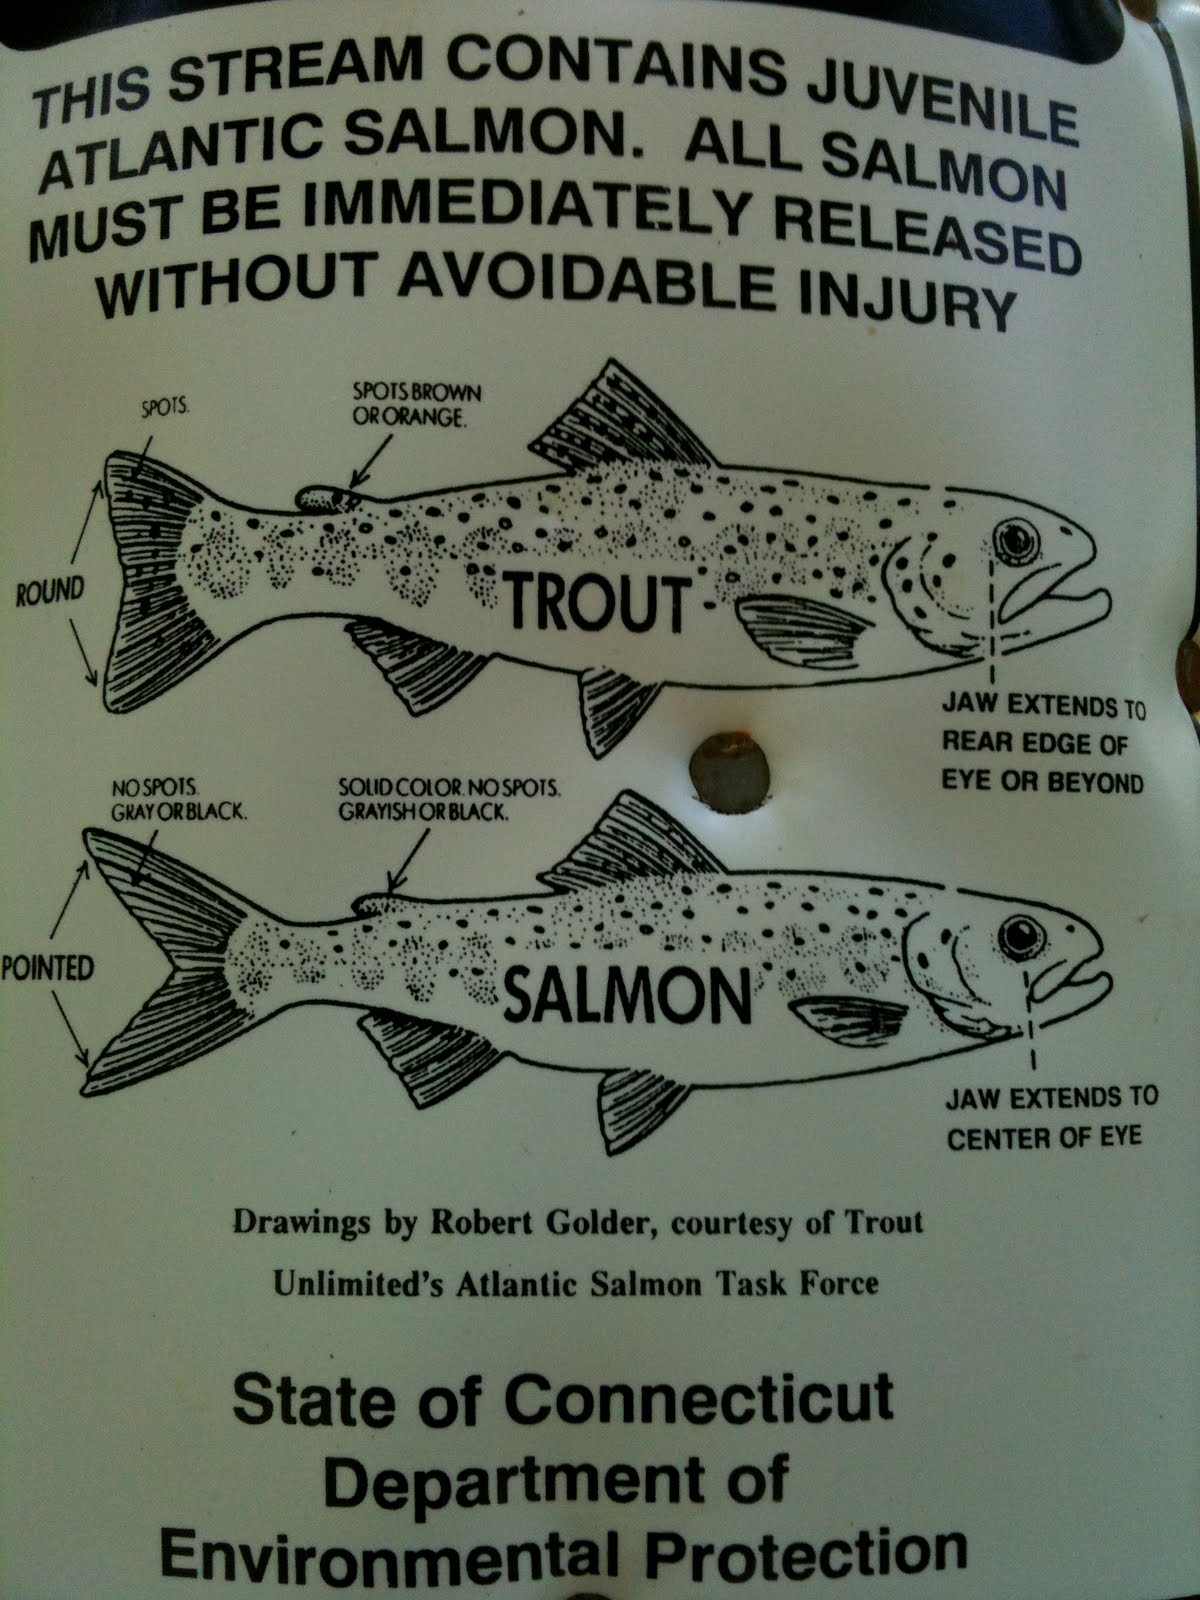 THIS STREAM CONTAINS JUVENILE
ATLANTIC SALMON. ALL SALMON
MUST BE IMMEDIATELY RELEASED
WITHOUT AVOIDABLE INJURY
SPOTS.
SPOTS BROWN
OR ORANGE.
ROUND
TROUT
JAW EXTENDS TO
REAR EDGE OF
EYE OR BEYOND
NO SPOTS.
GRAY OR BLACK.
SOLID COLOR. NO SPOTS.
GRAYISH OR BLACK.
POINTED
SALMON
JAW EXTENDS TO
CENTER OF EYE
Drawings by Robert Golder, courtesy of Trout
Unlimited's Atlantic Salmon Task Force
State of Connecticut
Department of
Environmental Protection